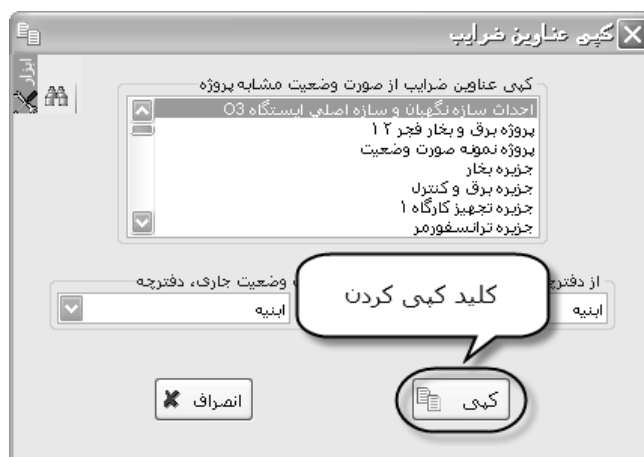 کپی عناوین ضرایب
ابزار
کپی عناوین ضرایب از صورت وضعیت مشابه پروژه
احداث سازه نگهبان و سازه اصلی ایستگاه O3
پروژه برق و بخار فجر ۱۲
پروژه نمونه صورت وضعیت
جزیره بخار
جزیره برق و کنترل
جزیره تجهیز کارگاه ۱
جزیره ترانسفورمر
از دفترچه
وضعیت جاری، دفترچه
ابنیه
ابنیه
کلید کپی کردن
کپی
انصراف